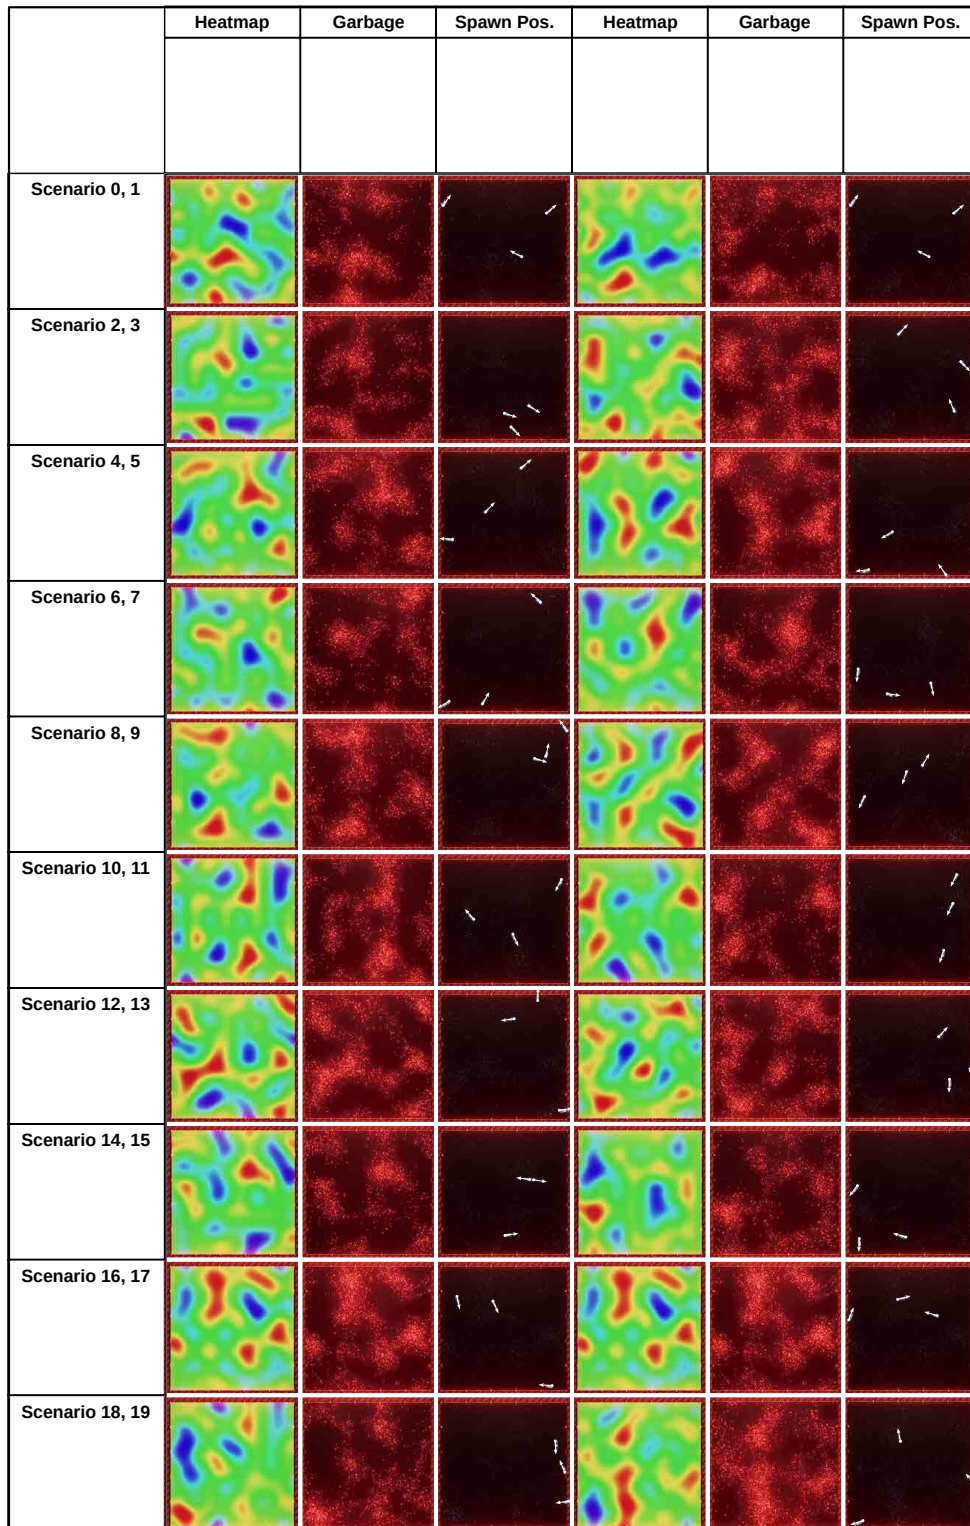 Heatmap Garbage Spawn Pos. Heatmap Garbage Spawn Pos.
Scenario 0, 1
Scenario 2, 3
Scenario 4, 5
Scenario 6, 7
Scenario 8, 9
Scenario 10, 11
Scenario 12, 13
Scenario 14, 15
Scenario 16, 17
Scenario 18, 19